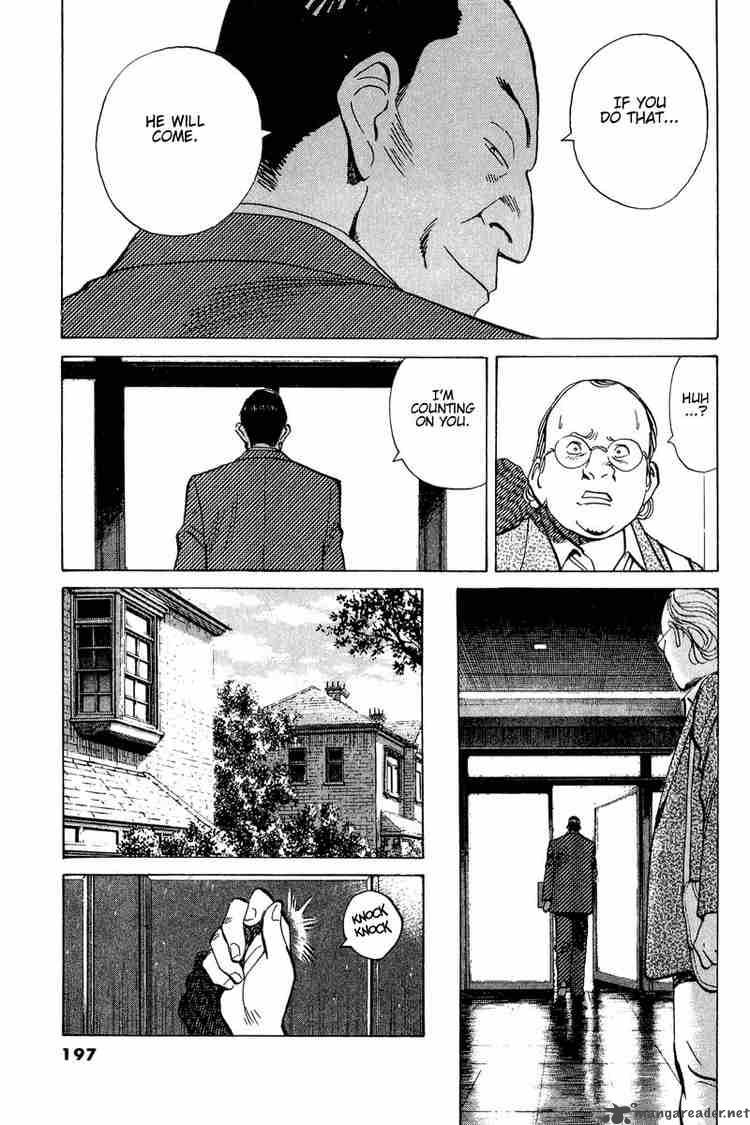 IF YOU
DO THAT...
HE WILL
COME.
HUH
...?
I'M
COUNTING
ON YOU.
KNOCK
KNOCK
197
mangareader.net